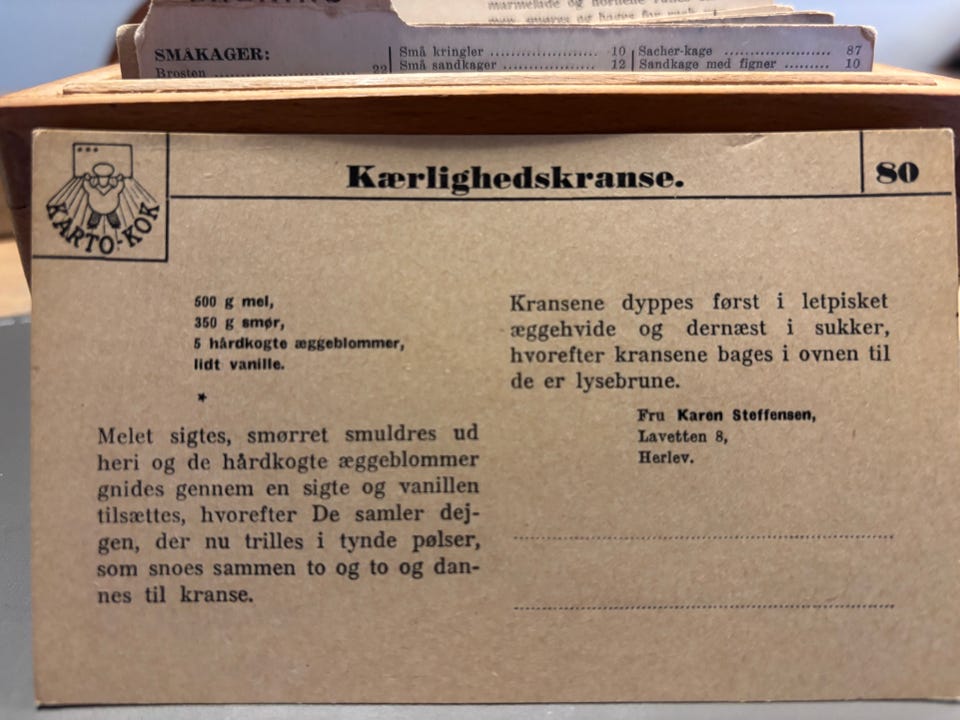 SMÅKAGER:
Brosten ........ 22
Små kringler ........ 10
Små sandkager ........ 12
Sacher-kage ........ 87
Sandkage med figner ........ 10
KARTO-KOK
Kærlighedskranse.
80
500 g mel,
350 g smør,
5 hårdkogte æggeblommer,
lidt vanille.
*
Melet sigtes, smørret smuldres ud
heri og de hårdkogte æggeblommer
gnides gennem en sigte og vanillen
tilsættes, hvorefter De samler dej-
gen, der nu trilles i tynde pølser,
som snoes sammen to og to og dan-
nes til kranse.
Kransene dyppes først i letpisket
æggehvide og dernæst i sukker,
hvorefter kransene bages i ovnen til
de er lysebrune.
Fru Karen Steffensen,
Lavetten 8,
Herlev.